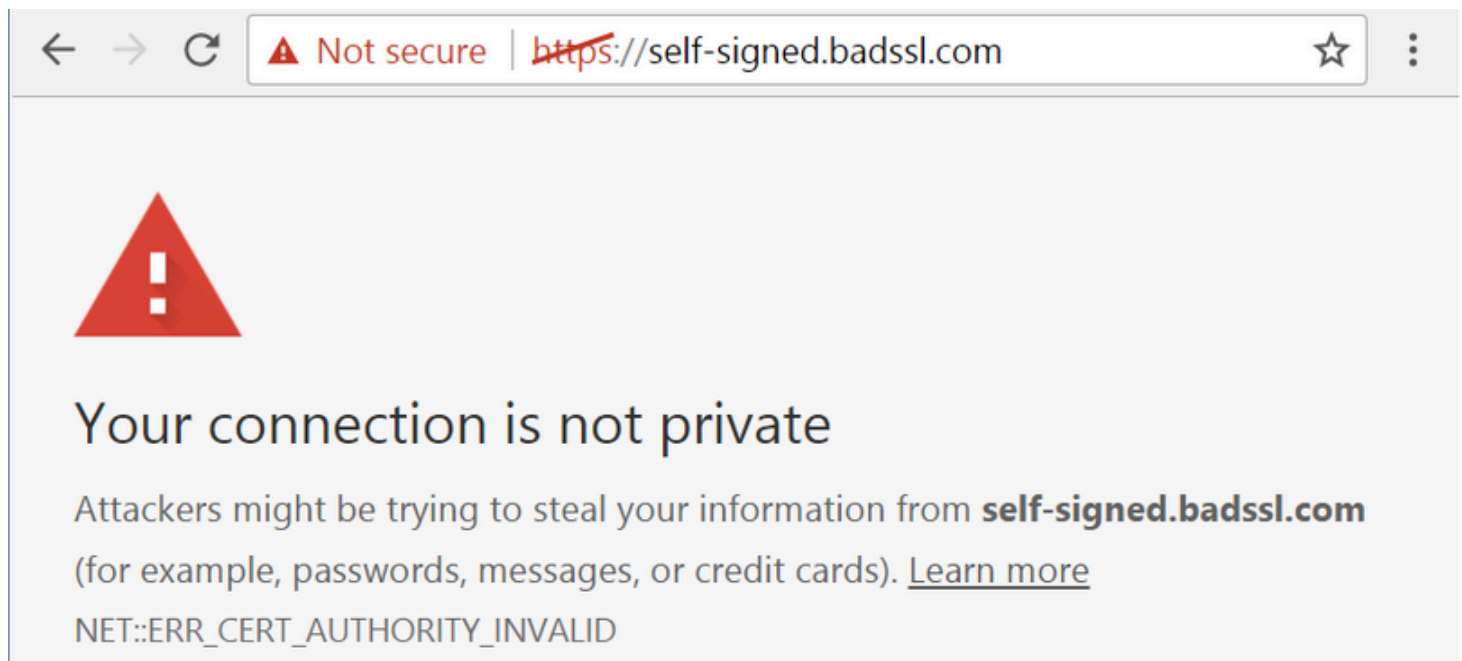 Not secure | https://self-signed.badssl.com
Your connection is not private
Attackers might be trying to steal your information from self-signed.badssl.com
(for example, passwords, messages, or credit cards). Learn more
NET::ERR_CERT_AUTHORITY_INVALID